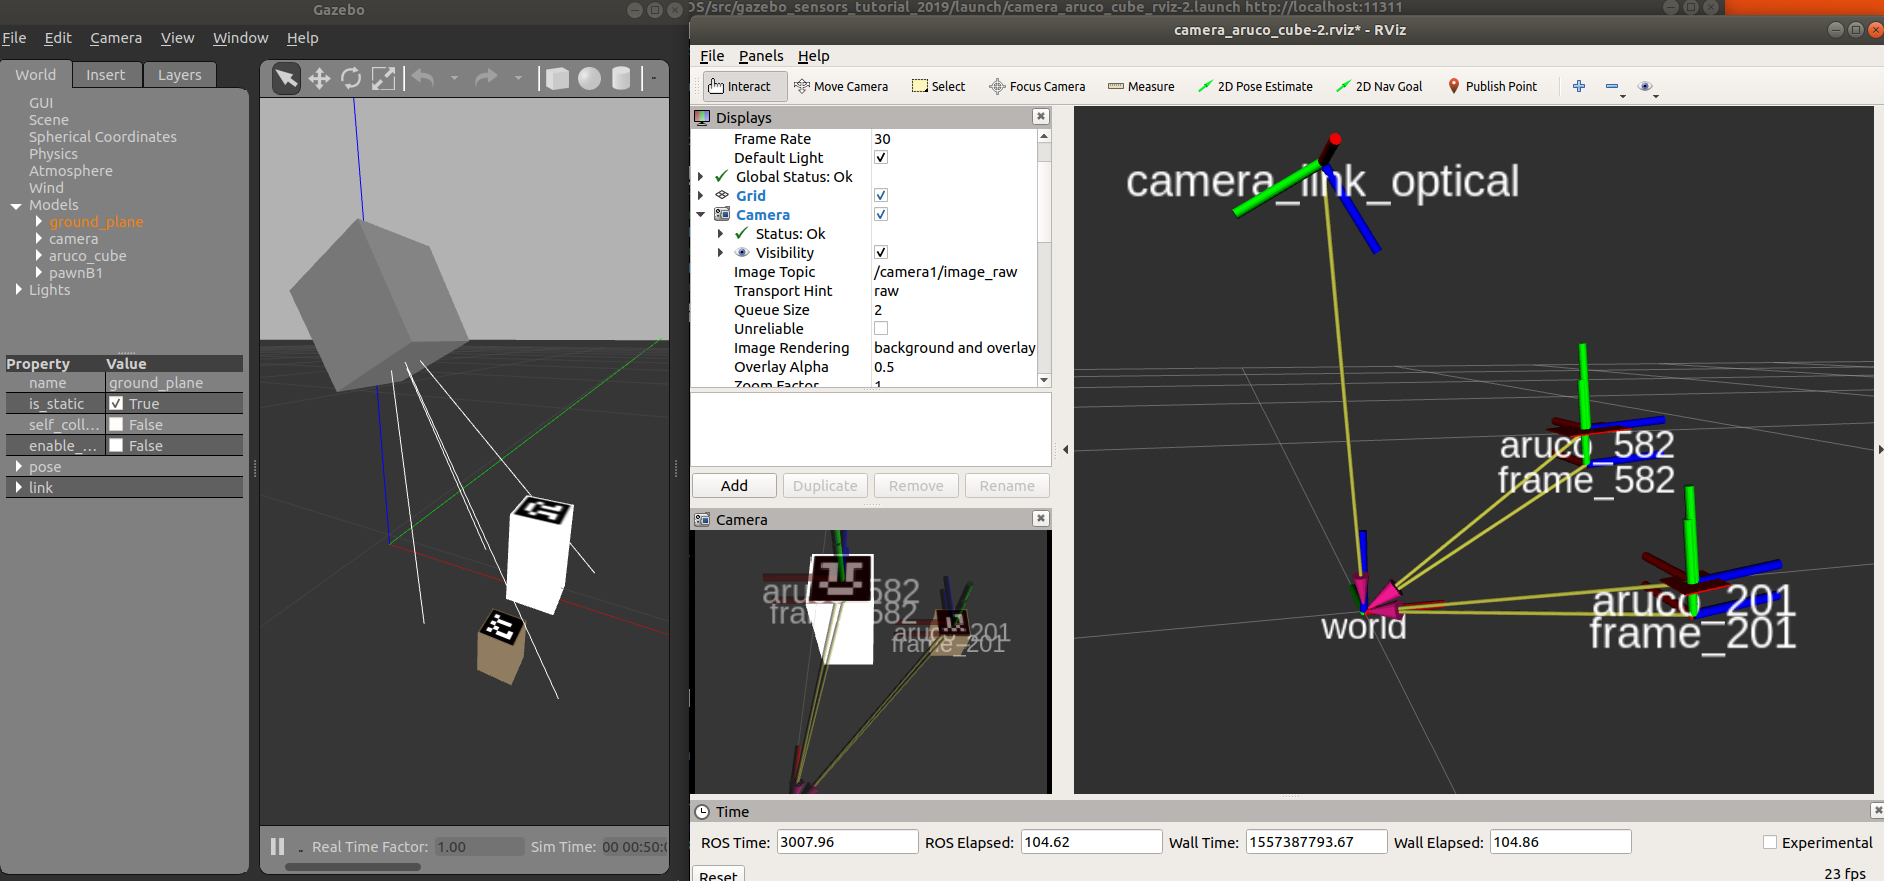 Gazebo
File Edit Camera View Window Help
World Insert Layers
GUI
Scene
Spherical Coordinates
Physics
Atmosphere
Wind
Models
ground_plane
camera
aruco_cube
pawnB1
Lights
Property Value
name ground_plane
is_static True
self_coll... False
enable_... False
pose
link
Real Time Factor: 1.00 Sim Time: 00 00:50:0
OS/src/gazebo_sensors_tutorial_2019/launch/camera_aruco_cube_rviz-2.launch http://localhost:11311
camera_aruco_cube-2.rviz* - RViz
File Panels Help
Interact Move Camera Select Focus Camera Measure 2D Pose Estimate 2D Nav Goal Publish Point
Displays
Frame Rate 30
Default Light
Global Status: Ok
Grid
Camera
Status: Ok
Visibility
Image Topic /camera1/image_raw
Transport Hint raw
Queue Size 2
Unreliable
Image Rendering background and overlay
Overlay Alpha 0.5
Zoom Factor 1
Add Duplicate Remove Rename
Camera
aruco_582
frame_582
aruco_201
frame_201
camera_link_optical
aruco_582
frame_582
aruco_201
frame_201
world
Time
ROS Time: 3007.96 ROS Elapsed: 104.62 Wall Time: 1557387793.67 Wall Elapsed: 104.86 Experimental
Reset 23 fps